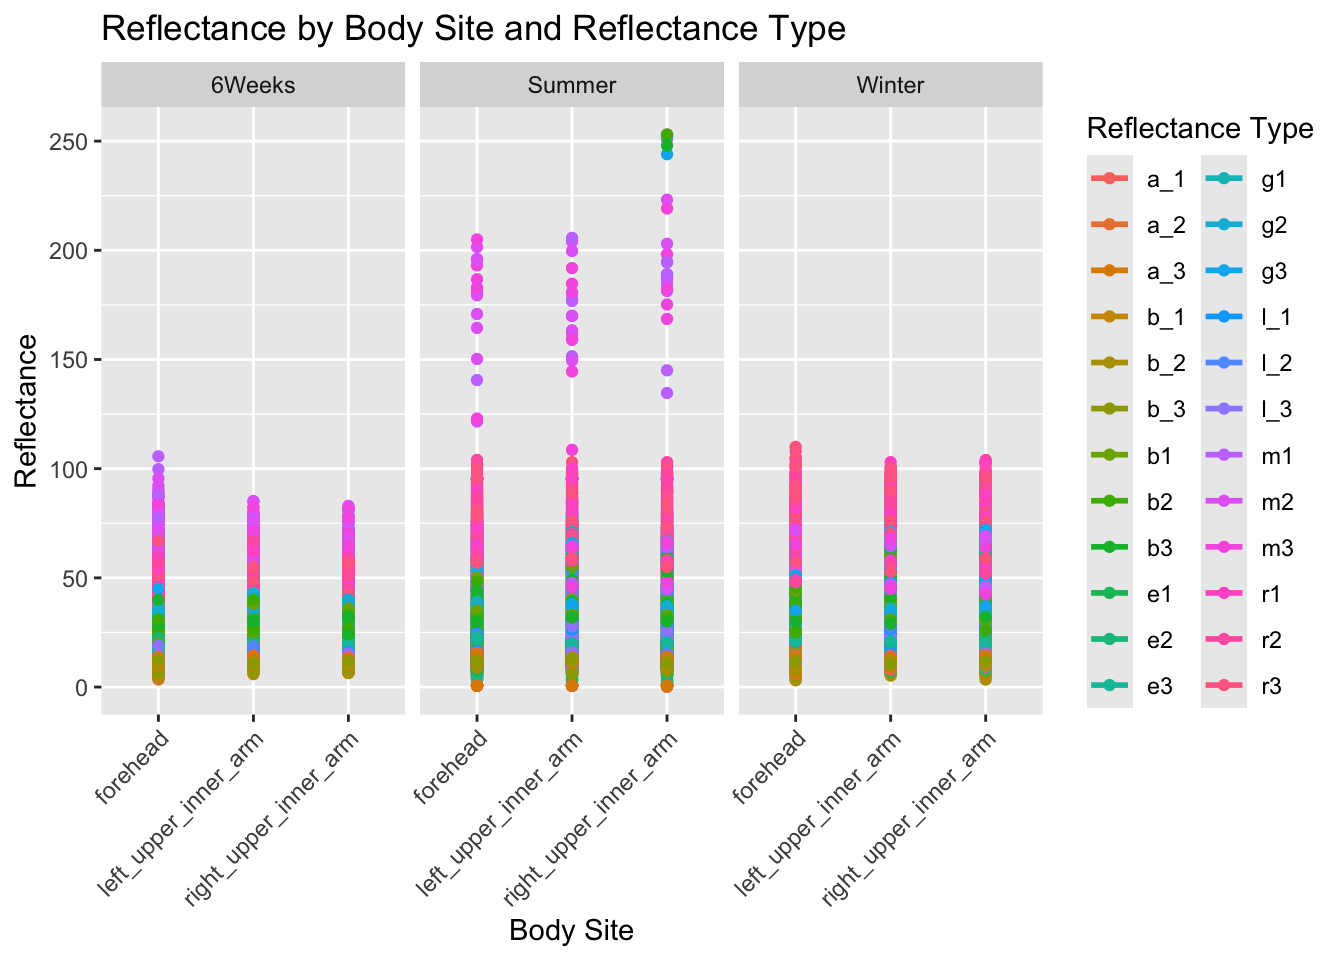 Reflectance by Body Site and Reflectance Type
6Weeks
Summer
Winter
250
200
150
100
50
0
Reflectance
forehead
left_upper_inner_arm
right_upper_inner_arm
forehead
left_upper_inner_arm
right_upper_inner_arm
forehead
left_upper_inner_arm
right_upper_inner_arm
Body Site
Reflectance Type
a_1
a_2
a_3
b_1
b_2
b_3
b1
b2
b3
e1
e2
e3
g1
g2
g3
l_1
l_2
l_3
m1
m2
m3
r1
r2
r3